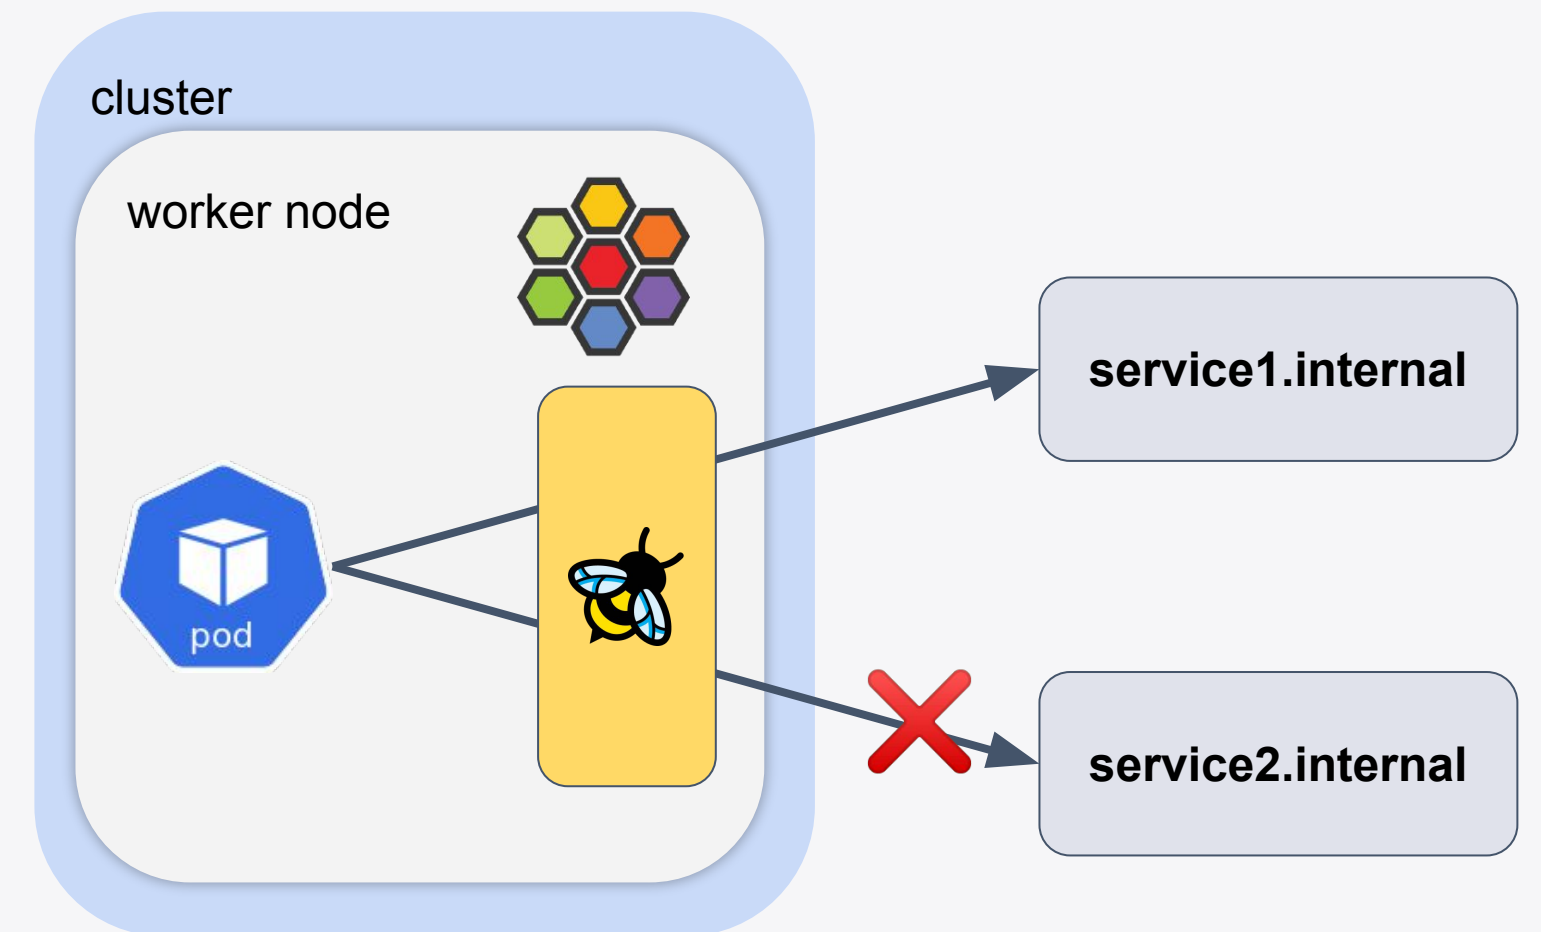 cluster
worker node
service1.internal
pod
service2.internal